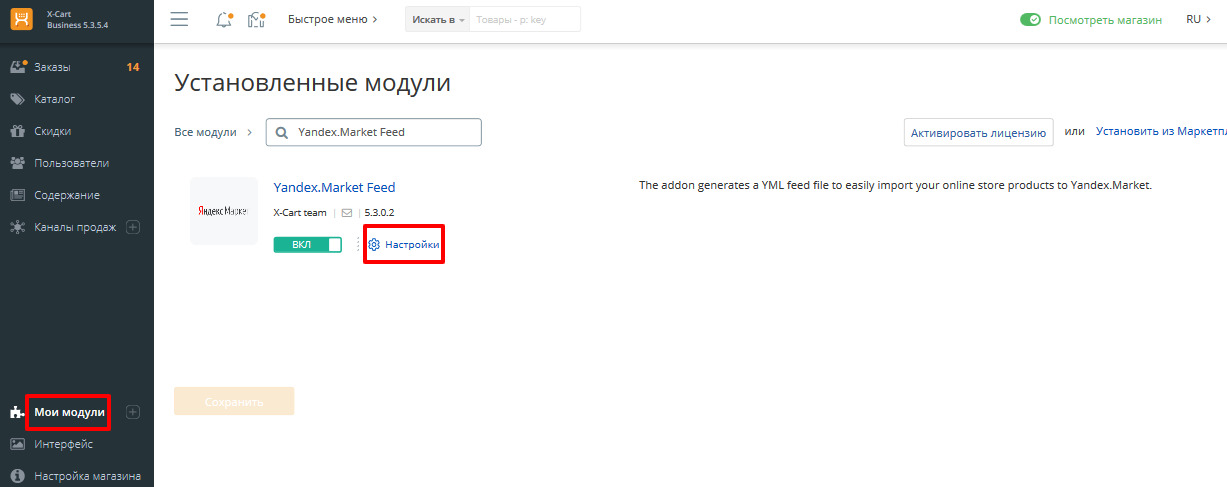 X-Cart
Business 5.3.5.4
Быстрое меню
Искать в
Товары - p: key
Посмотреть магазин
RU
Заказы
14
Каталог
Скидки
Пользователи
Содержание
Каналы продаж
Мои модули
Интерфейс
Настройка магазина
Установленные модули
Все модули
Yandex.Market Feed
Активировать лицензию
или
Установить из Маркетпл
Яндекс Маркет
Yandex.Market Feed
X-Cart team
5.3.0.2
ВКЛ
Настройки
The addon generates a YML feed file to easily import your online store products to Yandex.Market.
Сохранить